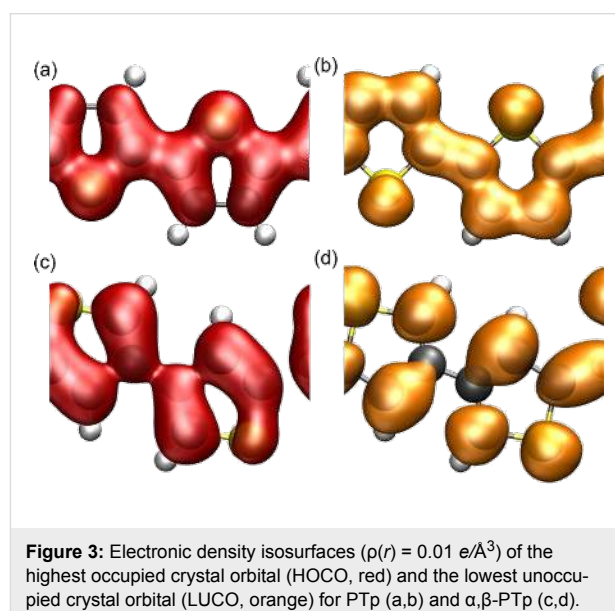 (a)
(b)
(c)
(d)
Figure 3: Electronic density isosurfaces (ρ(r) = 0.01 e/Å³) of the
highest occupied crystal orbital (HOCO, red) and the lowest unoccu-
pied crystal orbital (LUCO, orange) for PTp (a,b) and α,β-PTp (c,d).